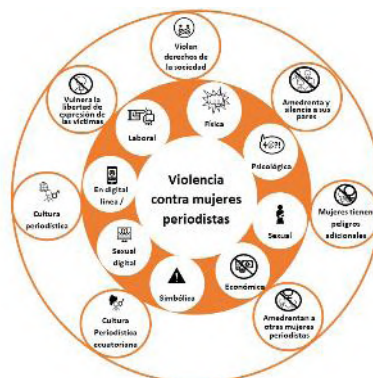 Violan
derechos de
la sociedad
Amedrenta y
silencia a sus
pares
Mujeres tienen
peligros
adicionales
Amedrentan a
otras mujeres
periodistas
Cultura
Periodística
ecuatoriana
Cultura
periodística
Vulnera la
libertad de
expresión de
las víctimas
Física
#@?!
Psicológica
Sexual
Económica
Simbólica
Sexual
digital
En digital
línea /
Laboral
Violencia
contra mujeres
periodistas